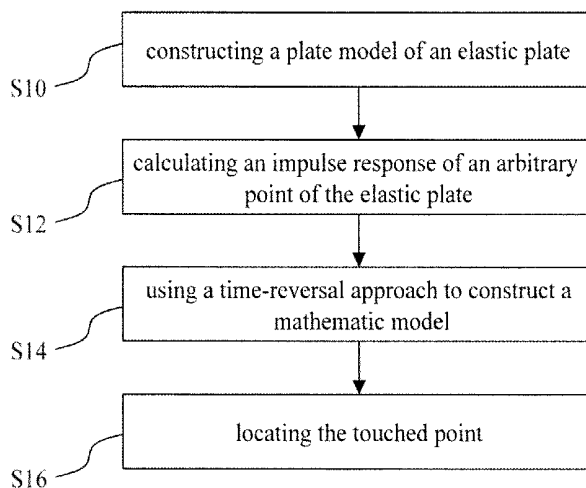 constructing a plate model of an elastic plate
S10
calculating an impulse response of an arbitrary
point of the elastic plate
S12
using a time-reversal approach to construct a
mathematic model
S14
locating the touched point
S16